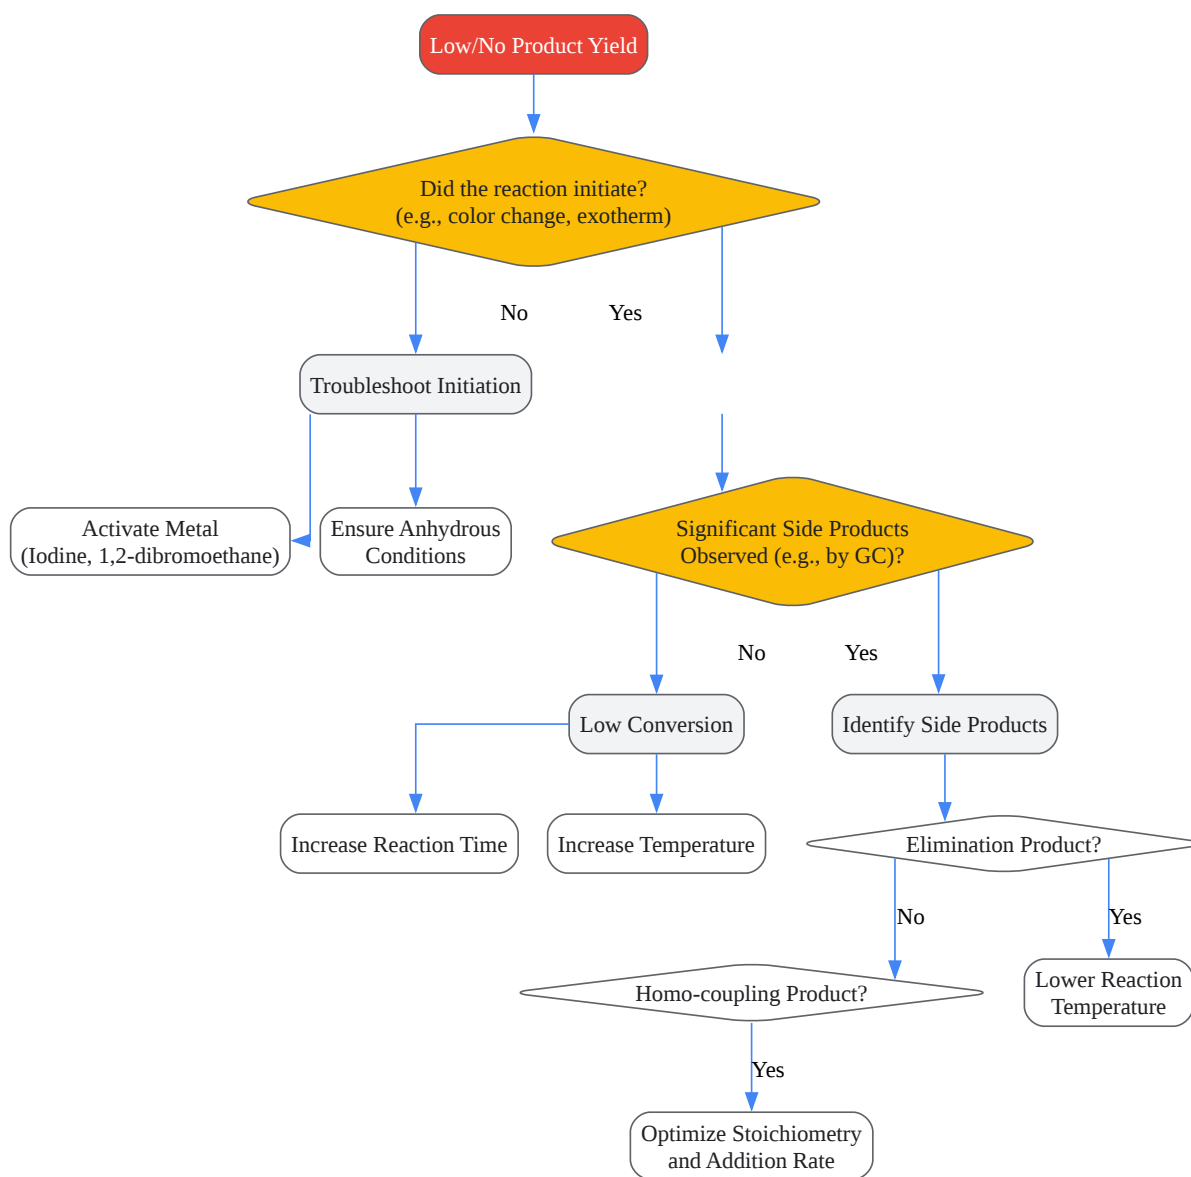 Low/No Product Yield
Did the reaction initiate?
(e.g., color change, exotherm)
No
Yes
Troubleshoot Initiation
Activate Metal
(Iodine, 1,2-dibromoethane)
Ensure Anhydrous
Conditions
Significant Side Products
Observed (e.g., by GC)?
No
Yes
Low Conversion
Identify Side Products
Increase Reaction Time
Increase Temperature
Elimination Product?
No
Yes
Homo-coupling Product?
Lower Reaction
Temperature
Yes
Optimize Stoichiometry
and Addition Rate